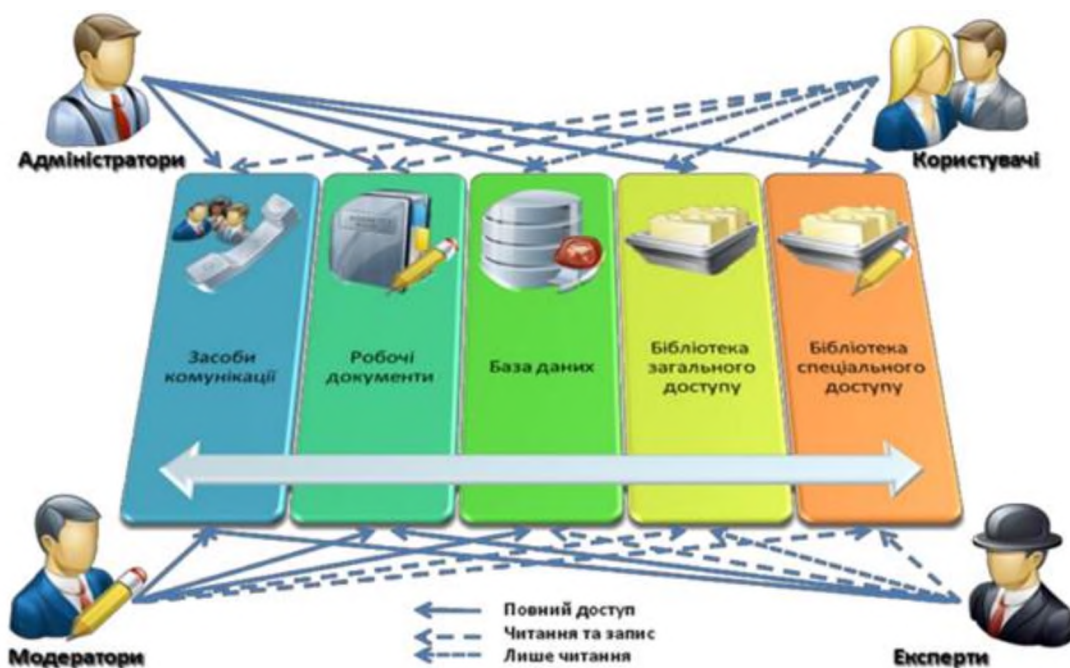 Адміністратори
Користувачі
Засоби
комунікації
Робочі
документи
База даних
Бібліотека
загального
доступу
Бібліотека
спеціального
доступу
Модератори
Повний доступ
Читання та запис
Лише читання
Експерти